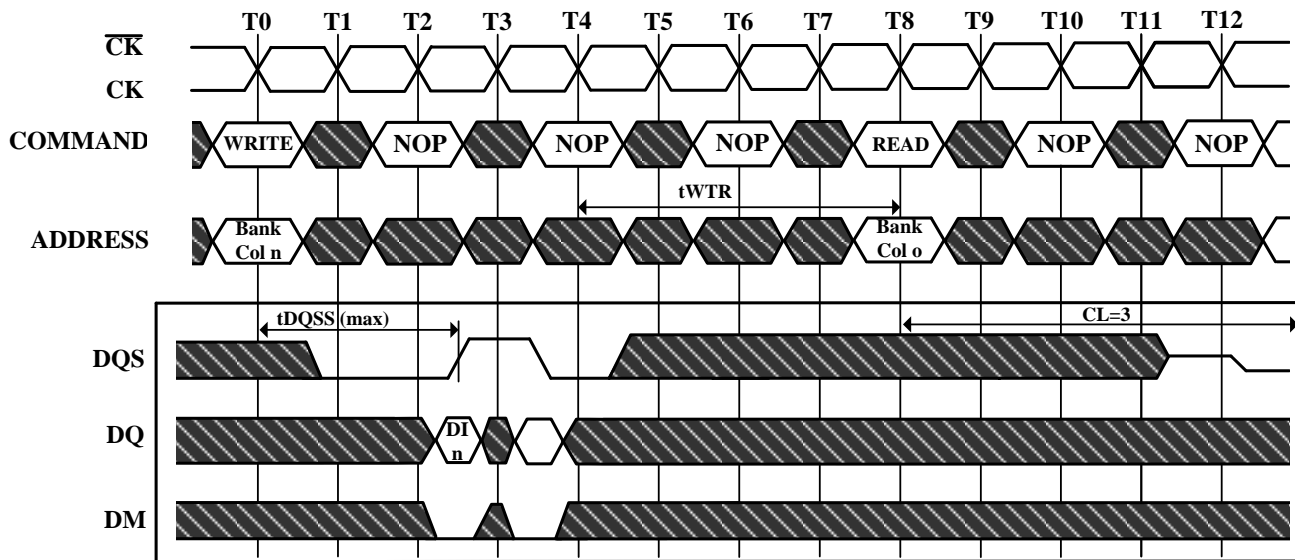 T0 T1 T2 T3 T4 T5 T6 T7 T8 T9 T10 T11 T12
CK
CK
COMMAND WRITE NOP NOP NOP READ NOP NOP
tWTR
ADDRESS Bank Bank
Col n Col o
tDQSS (max) CL=3
DQS
DQ DI
n
DM